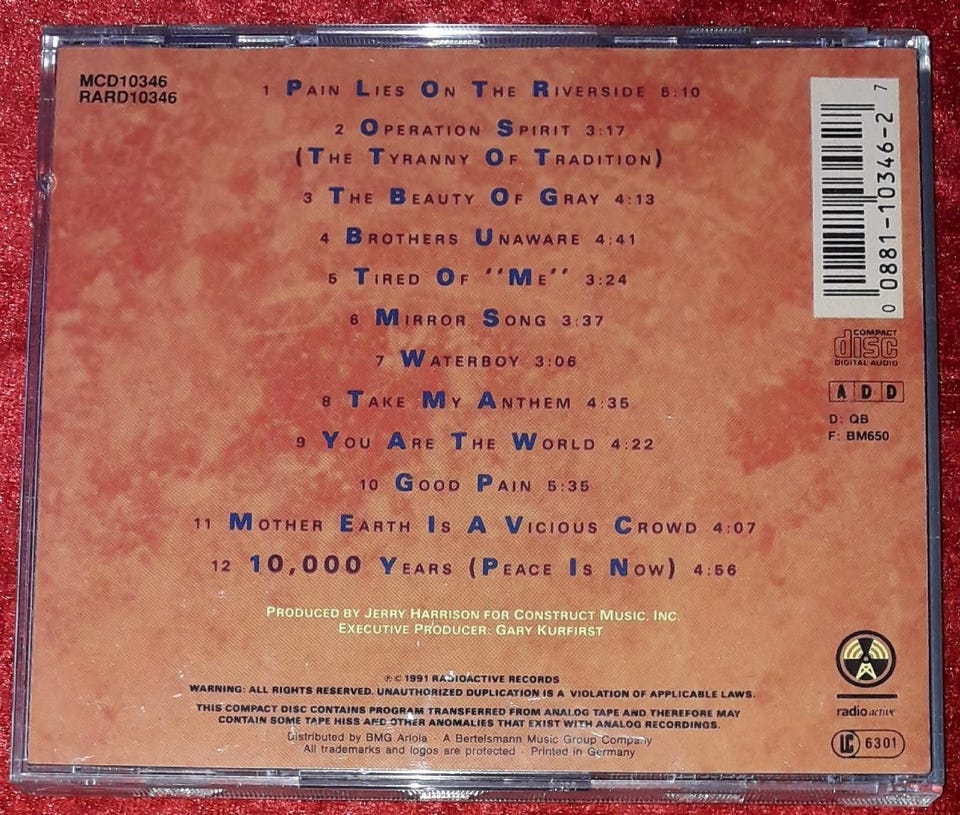 MCD10346
RARD10346
1 PAIN LIES ON THE RIVERSIDE 5:10
2 OPERATION SPIRIT 3:17
(THE TYRANNY OF TRADITION)
3 THE BEAUTY OF GRAY 4:13
4 BROTHERS UNAWARE 4:41
5 TIRED OF "ME" 3:24
6 MIRROR SONG 3:37
7 WATERBOY 3:06
8 TAKE MY ANTHEM 4:35
9 YOU ARE THE WORLD 4:22
10 GOOD PAIN 5:35
11 MOTHER EARTH IS A VICIOUS CROWD 4:07
12 10,000 YEARS (PEACE IS NOW) 4:56
PRODUCED BY JERRY HARRISON FOR CONSTRUCT MUSIC, INC.
EXECUTIVE PRODUCER: GARY KURFIRST
℗ © 1991 RADIOACTIVE RECORDS
WARNING: ALL RIGHTS RESERVED. UNAUTHORIZED DUPLICATION IS A VIOLATION OF APPLICABLE LAWS.
THIS COMPACT DISC CONTAINS PROGRAM TRANSFERRED FROM ANALOG TAPE AND THEREFORE MAY
CONTAIN SOME TAPE HISS AND OTHER ANOMALIES THAT EXIST WITH ANALOG RECORDINGS.
Distributed by BMG Ariola · A Bertelsmann Music Group Company
All trademarks and logos are protected · Printed in Germany
0 0881-10346-2 7
COMPACT
disc
DIGITAL AUDIO
A D D
D: QB
F: BM650
radioactive
LC 6301